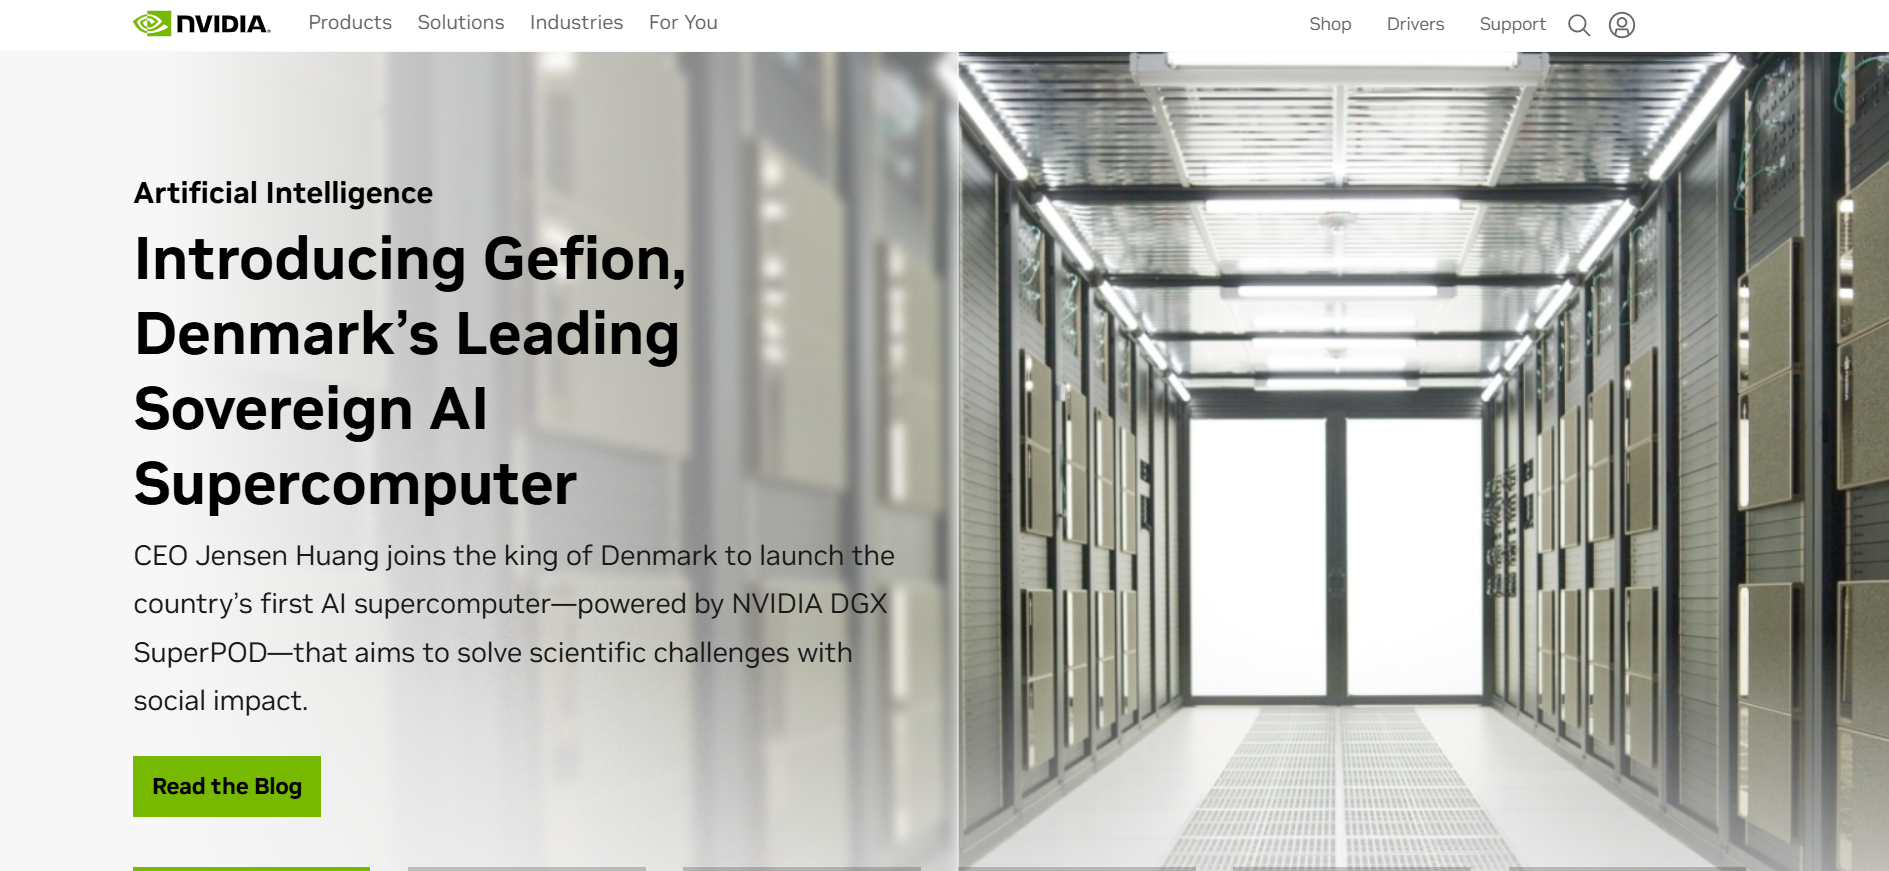 NVIDIA
Products Solutions Industries For You
Shop Drivers Support
Artificial Intelligence
Introducing Gefion,
Denmark’s Leading
Sovereign AI
Supercomputer
CEO Jensen Huang joins the king of Denmark to launch the
country’s first AI supercomputer—powered by NVIDIA DGX
SuperPOD—that aims to solve scientific challenges with
social impact.
Read the Blog